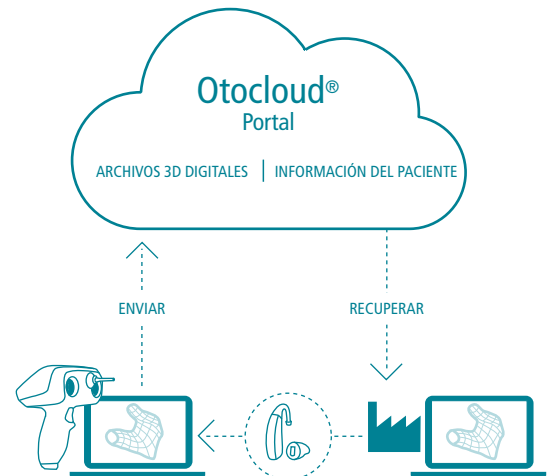 Otocloud®
Portal
ARCHIVOS 3D DIGITALES | INFORMACIÓN DEL PACIENTE
ENVIAR
RECUPERAR